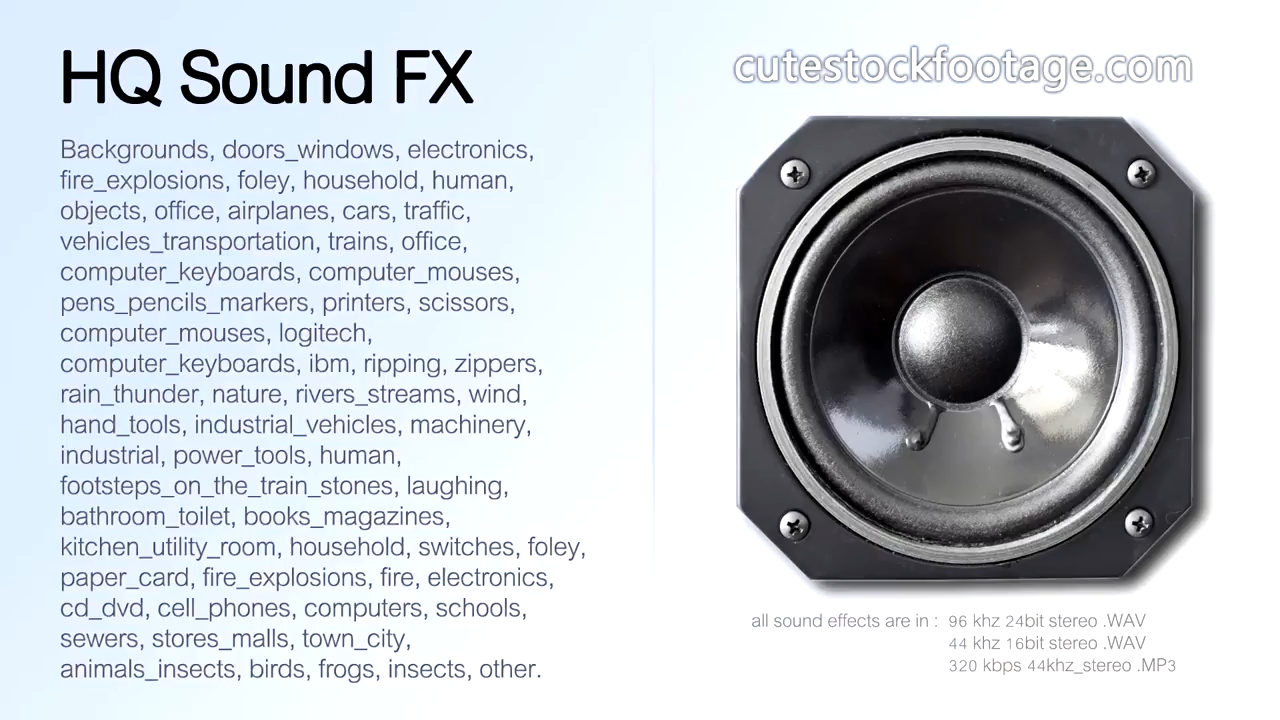 HQ Sound FX
Backgrounds, doors_windows, electronics,
fire_explosions, foley, household, human,
objects, office, airplanes, cars, traffic,
vehicles_transportation, trains, office,
computer_keyboards, computer_mouses,
pens_pencils_markers, printers, scissors,
computer_mouses, logitech,
computer_keyboards, ibm, ripping, zippers,
rain_thunder, nature, rivers_streams, wind,
hand_tools, industrial_vehicles, machinery,
industrial, power_tools, human,
footsteps_on_the_train_stones, laughing,
bathroom_toilet, books_magazines,
kitchen_utility_room, household, switches, foley,
paper_card, fire_explosions, fire, electronics,
cd_dvd, cell_phones, computers, schools,
sewers, stores_malls, town_city,
animals_insects, birds, frogs, insects, other.
cutestockfootage.com
all sound effects are in : 96 khz 24bit stereo .WAV
44 khz 16bit stereo .WAV
320 kbps 44khz_stereo .MP3